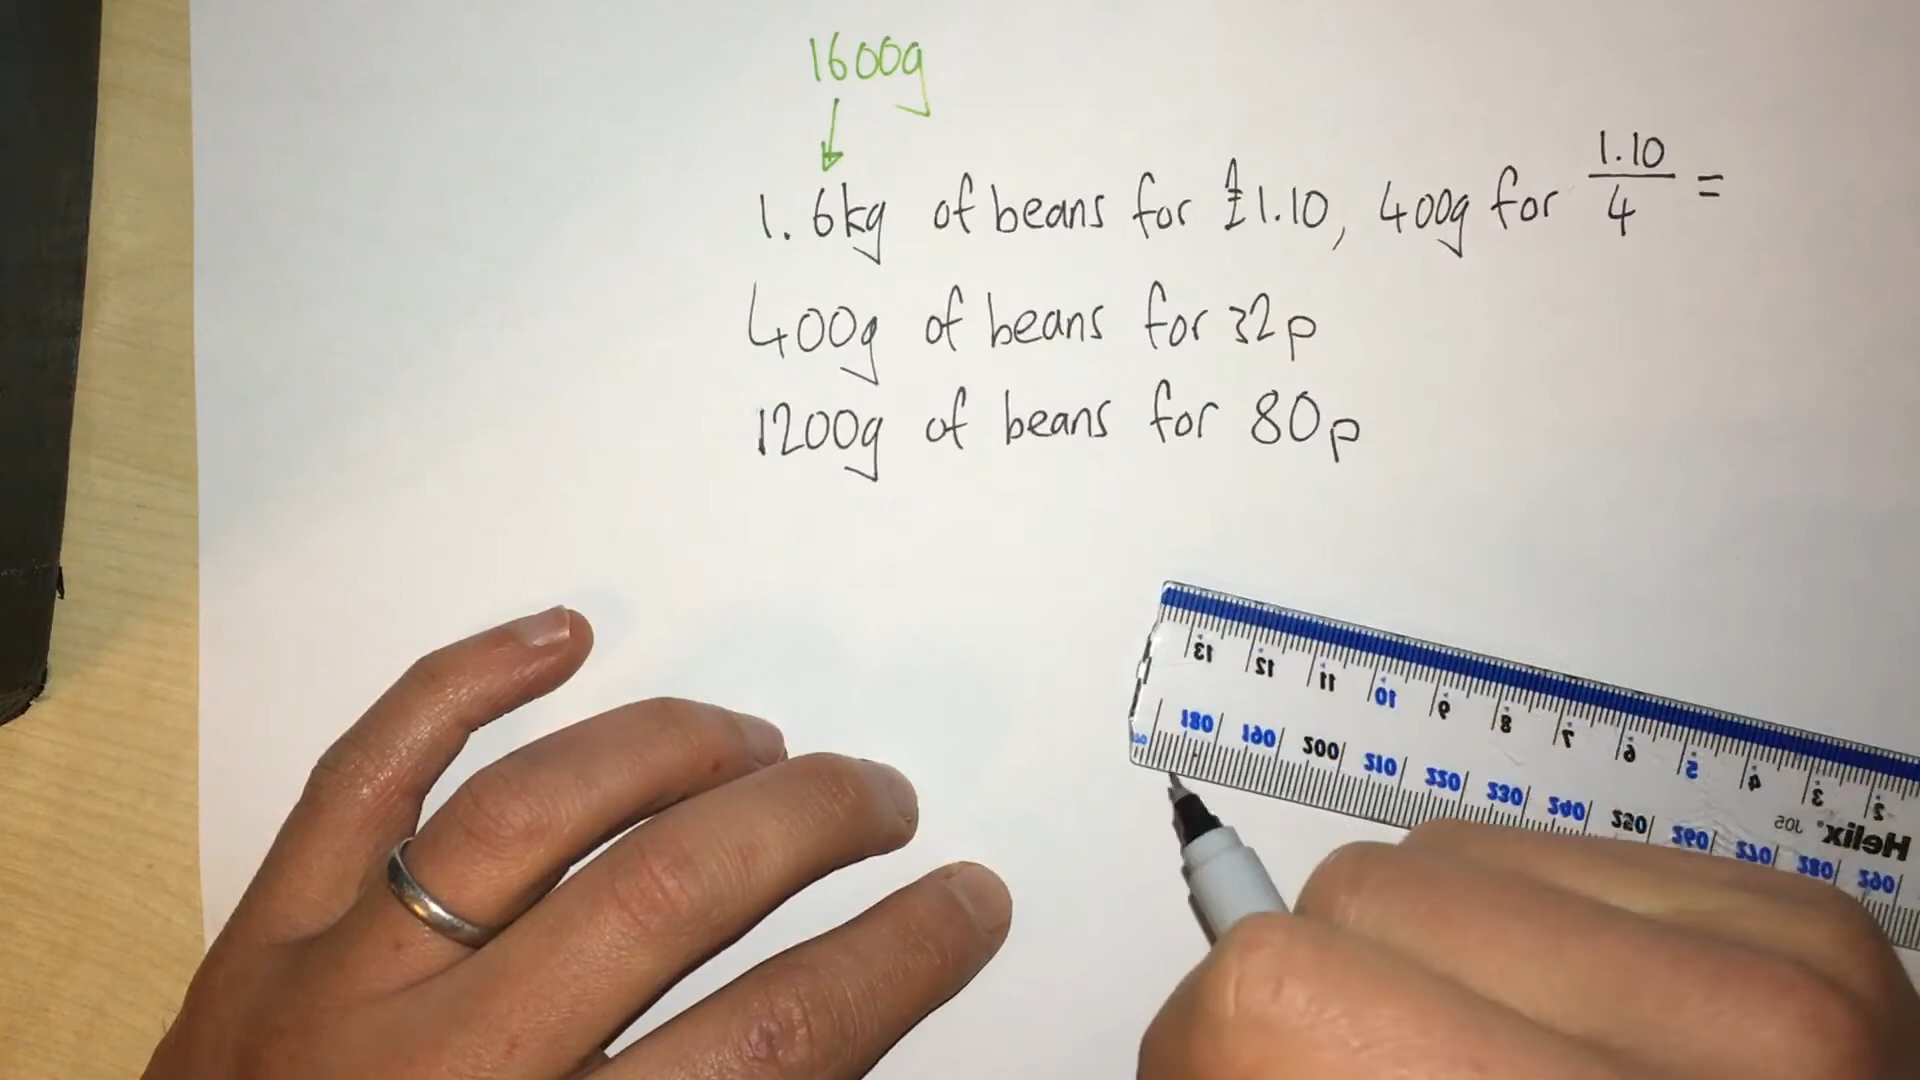 1600g
1.6kg of beans for £1.10, 400g for 1.10/4 =
400g of beans for 32p
1200g of beans for 80p
13 12 11 10 9 8 7 6 5 4 3 2
180 190 200 210 220 230 240 250 260 270 280 290
J05 Helix